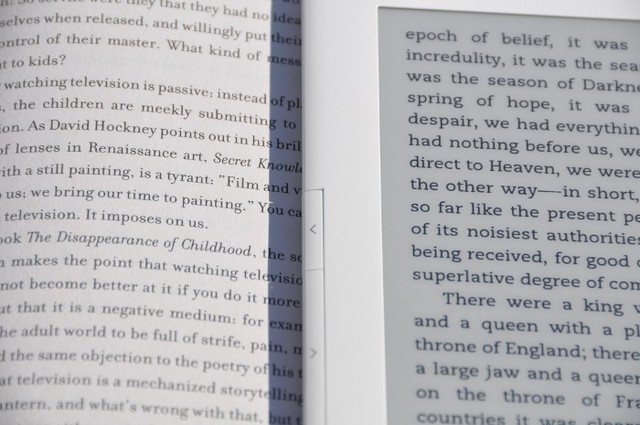 they that they had no idea
selves when released, and willingly put their
ontrol of their master. What kind of mess
t to kids?
watching television is passive: instead of pl
, the children are meekly submitting to
ion. As David Hockney points out in his bril
of lenses in Renaissance art, Secret Knowl
ith a still painting, is a tyrant: "Film and v
us: we bring our time to painting." You ca
television. It imposes on us.
ook The Disappearance of Childhood, the so
makes the point that watching televisio
not become better at it if you do it more
ut that it is a negative medium: for exam
he adult world to be full of strife, pain, m
d the same objection to the poetry of his t
at television is a mechanized storytelling
antern, and what's wrong with that, but t
epoch of belief, it was
incredulity, it was the sea
was the season of Darkne
spring of hope, it was
despair, we had everythin
had nothing before us, we
direct to Heaven, we were
the other way—in short,
so far like the present pe
of its noisiest authorities
being received, for good o
superlative degree of com
There were a king w
and a queen with a pl
throne of England; there
a large jaw and a queen
on the throne of Fra
countries it was clear